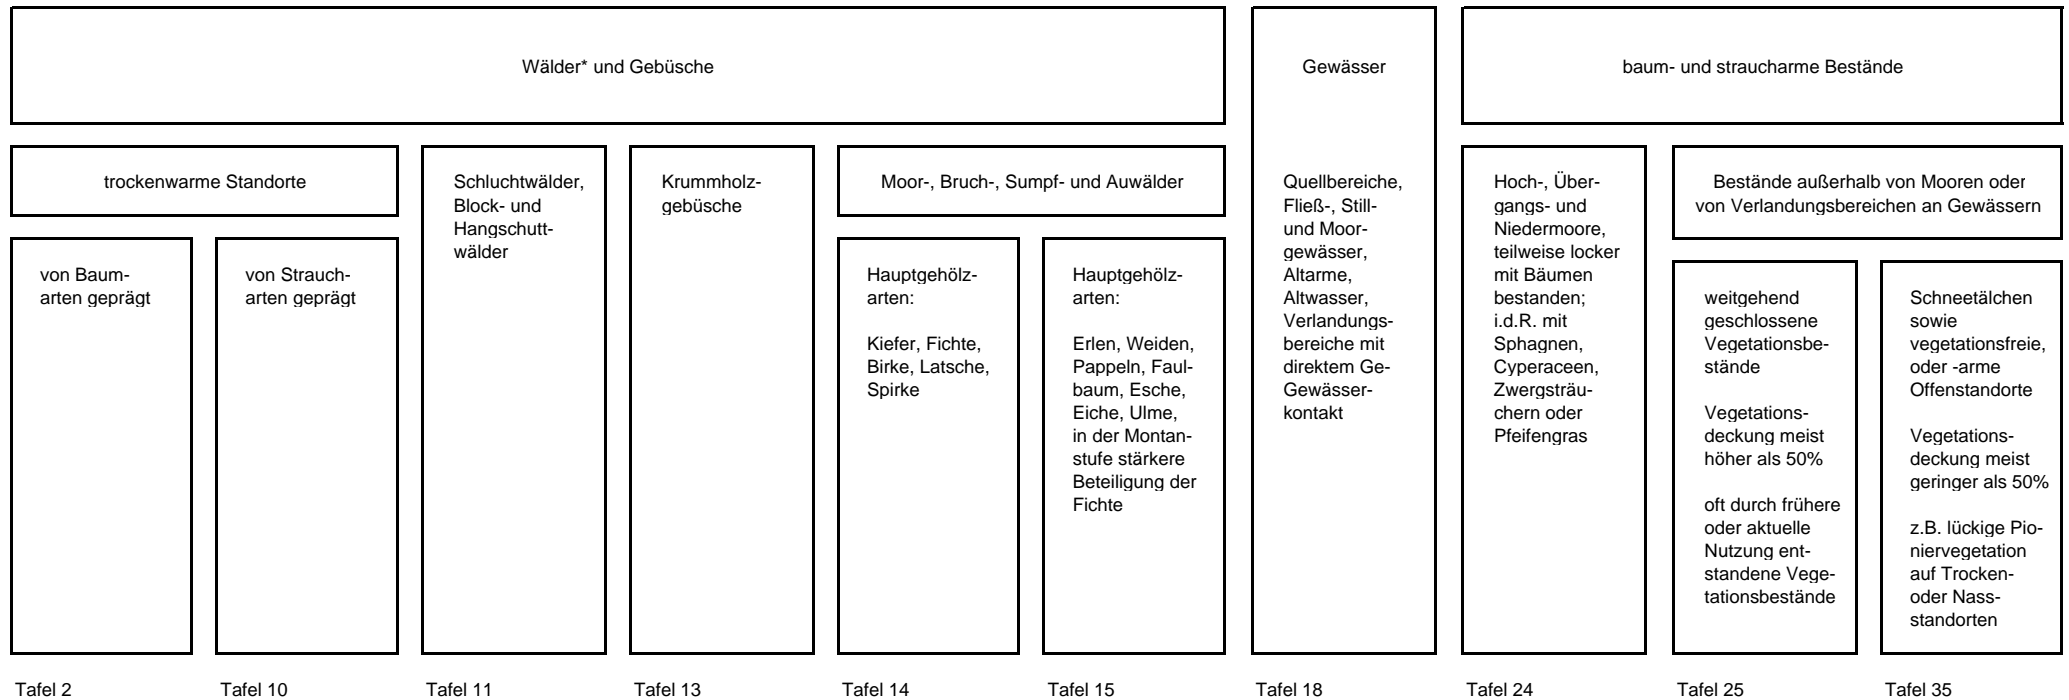 Wälder* und Gebüsche
Gewässer
baum- und straucharme Bestände
trockenwarme Standorte
von Baum-
arten geprägt
von Strauch-
arten geprägt
Schluchtwälder,
Block- und
Hangschutt-
wälder
Krummholz-
gebüsche
Moor-, Bruch-, Sumpf- und Auwälder
Hauptgehölz-
arten:
Kiefer, Fichte,
Birke, Latsche,
Spirke
Hauptgehölz-
arten:
Erlen, Weiden,
Pappeln, Faul-
baum, Esche,
Eiche, Ulme,
in der Montan-
stufe stärkere
Beteiligung der
Fichte
Quellbereiche,
Fließ-, Still-
und Moor-
gewässer,
Altarme,
Altwasser,
Verlandungs-
bereiche mit
direktem Ge-
Gewässer-
kontakt
Hoch-, Über-
gangs- und
Niedermoore,
teilweise locker
mit Bäumen
bestanden;
i.d.R. mit
Sphagnen,
Cyperaceen,
Zwergsträu-
chern oder
Pfeifengras
Bestände außerhalb von Mooren oder
von Verlandungsbereichen an Gewässern
weitgehend
geschlossene
Vegetationsbe-
stände
Vegetations-
deckung meist
höher als 50%
oft durch frühere
oder aktuelle
Nutzung ent-
standene Vege-
tationsbestände
Schneetälchen
sowie
vegetationsfreie,
oder -arme
Offenstandorte
Vegetations-
deckung meist
geringer als 50%
z.B. lückige Pio-
niervegetation
auf Trocken-
oder Nass-
standorten
Tafel 2
Tafel 10
Tafel 11
Tafel 13
Tafel 14
Tafel 15
Tafel 18
Tafel 24
Tafel 25
Tafel 35